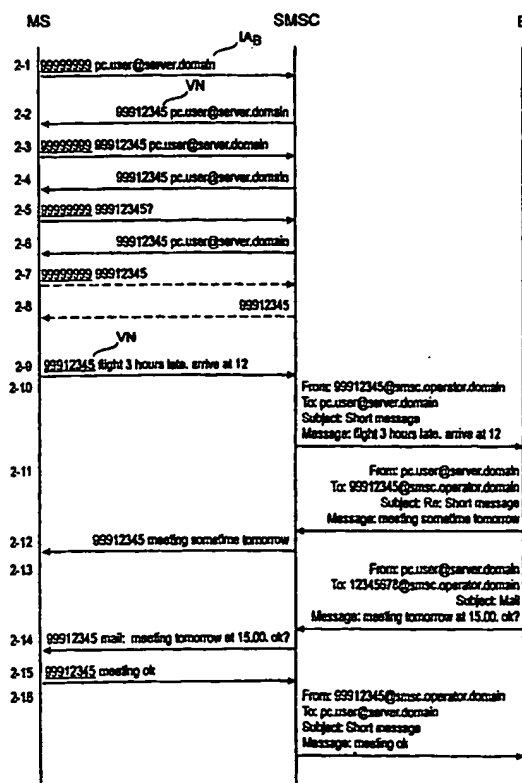 MS SMSC
IAB
2-1 99999999 pc.user@server.domain
VN
2-2 99912345 pc.user@server.domain
2-3 99999999 99912345 pc.user@server.domain
2-4 99912345 pc.user@server.domain
2-5 99999999 99912345?
2-6 99912345 pc.user@server.domain
2-7 99999999 99912345
2-8 99912345
VN
2-9 99912345 flight 3 hours late. arrive at 12
2-10 From: 99912345@smsc.operator.domain
To: pc.user@server.domain
Subject: Short message
Message: flight 3 hours late. arrive at 12
2-11 From: pc.user@server.domain
To: 99912345@smsc.operator.domain
Subject: Re: Short message
Message: meeting sometime tomorrow
2-12 99912345 meeting sometime tomorrow
2-13 From: pc.user@server.domain
To: 12345678@smsc.operator.domain
Subject: Mail
Message: meeting tomorrow at 15.00. ok?
2-14 99912345 mail: meeting tomorrow at 15.00. ok?
2-15 99912345 meeting ok
2-16 From: 99912345@smsc.operator.domain
To: pc.user@server.domain
Subject: Short message
Message: meeting ok